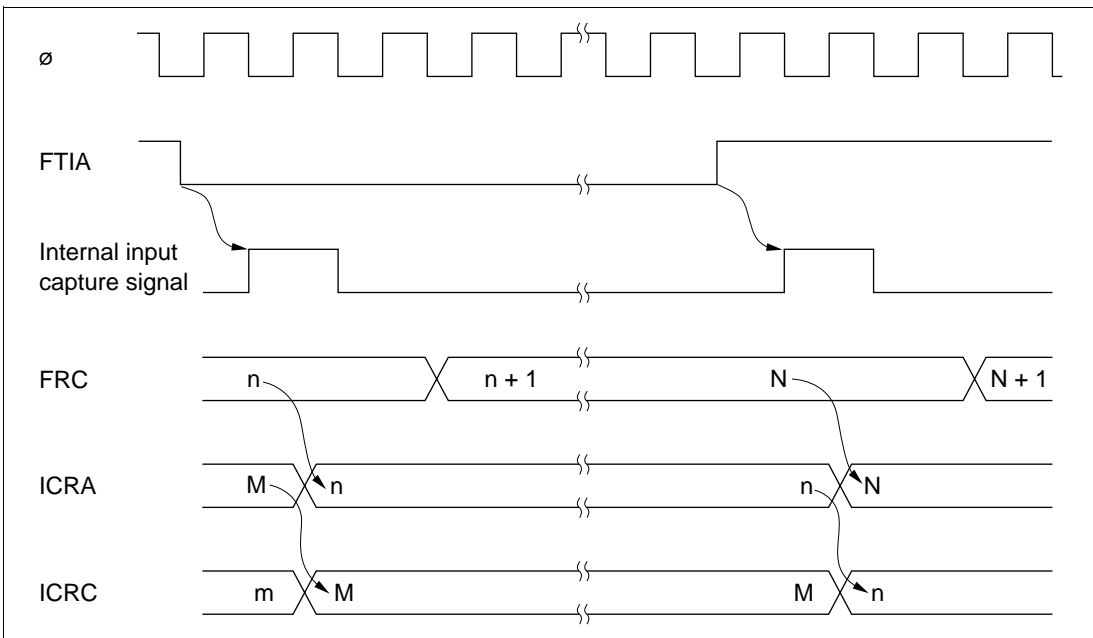 ø
FTIA
Internal input
capture signal
FRC
n
n + 1
N
N + 1
ICRA
M
n
n
N
ICRC
m
M
M
n